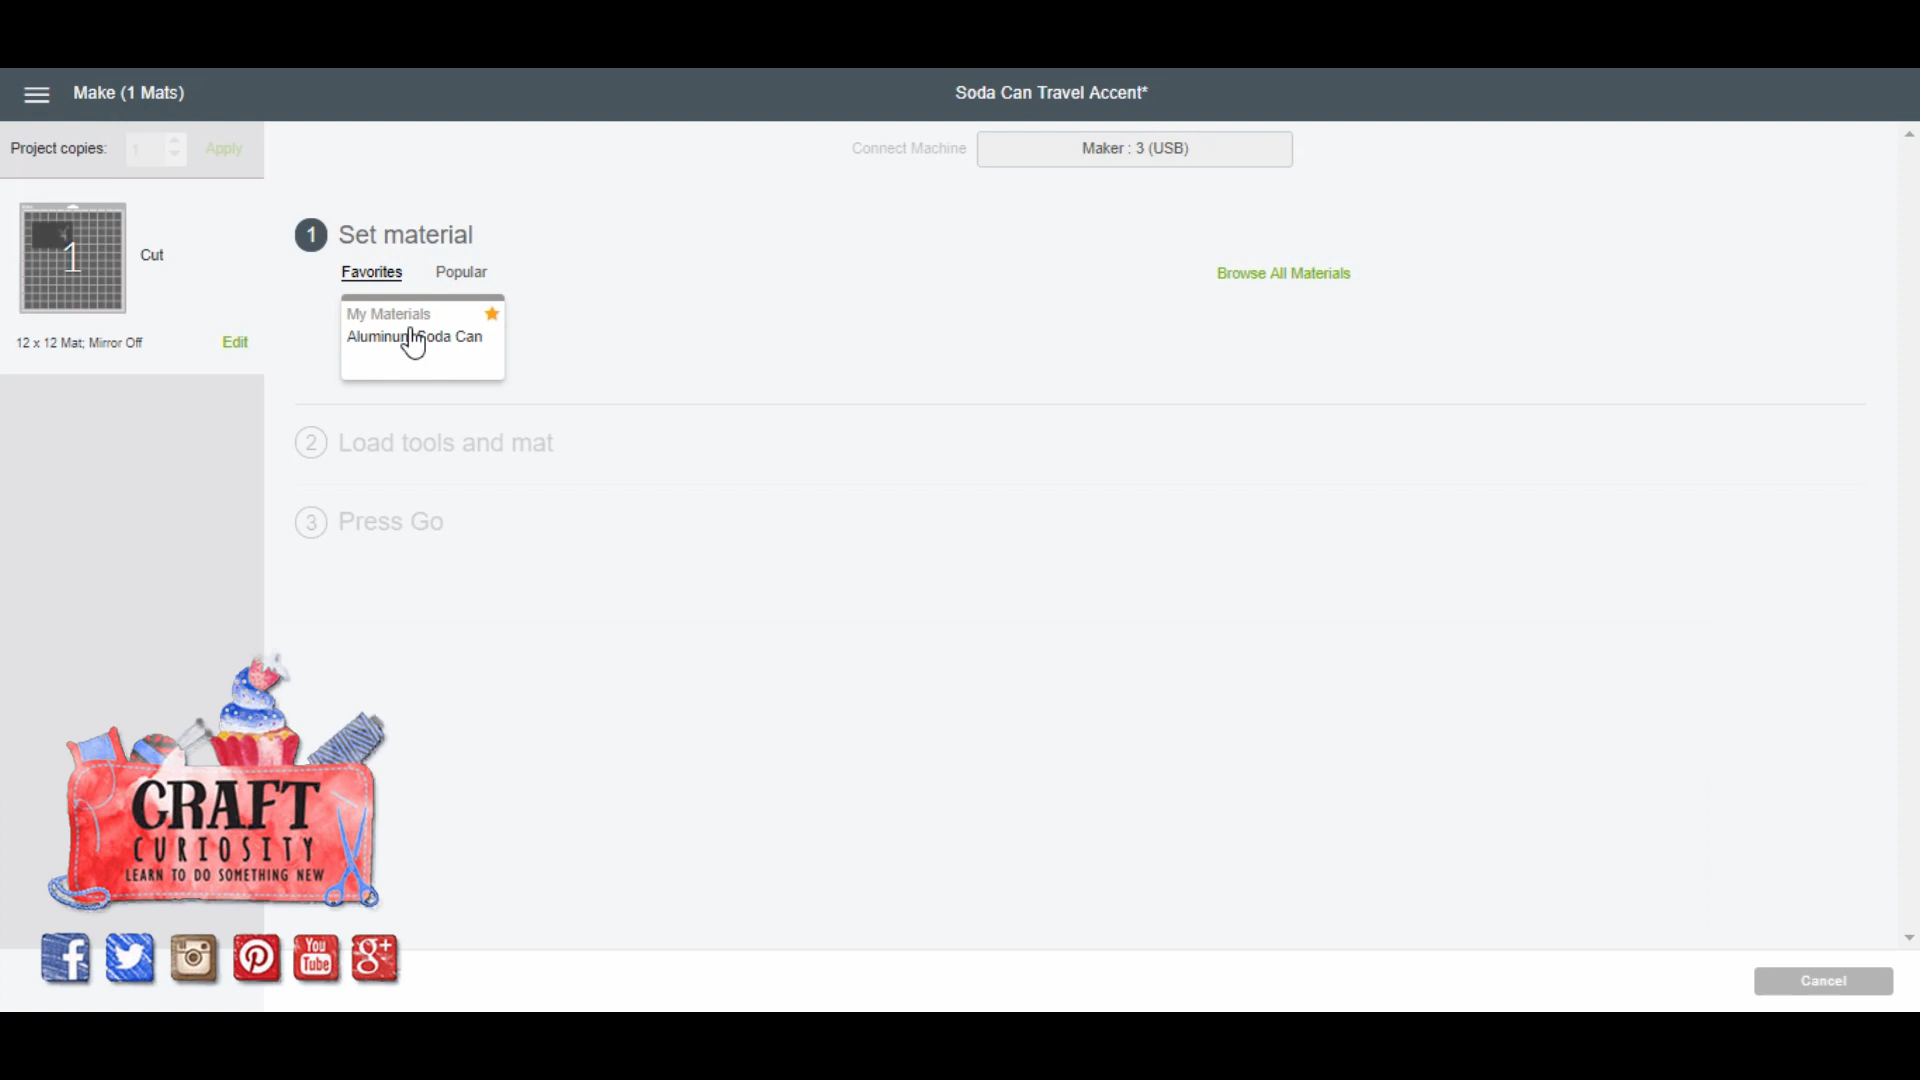 Make (1 Mats)
Soda Can Travel Accent*
Project copies: 1 Apply
Connect Machine
Maker : 3 (USB)
1
Cut
12 x 12 Mat; Mirror Off
Edit
1 Set material
Favorites
Popular
Browse All Materials
My Materials
Aluminum Soda Can
2 Load tools and mat
3 Press Go
CRAFT
CURIOSITY
LEARN TO DO SOMETHING NEW
f
You
Tube
g+
Cancel